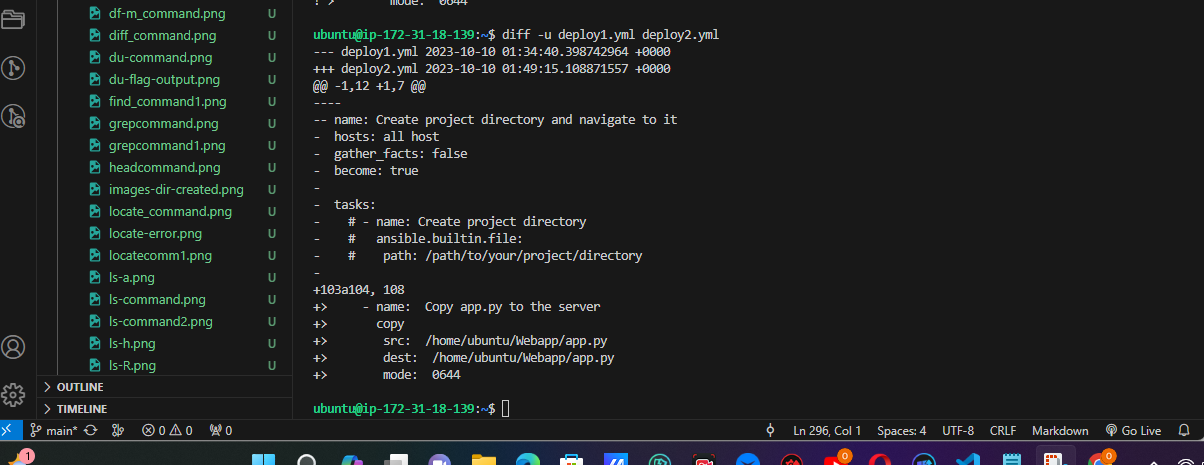 df-m_command.png U
diff_command.png U
du-command.png U
du-flag-output.png U
find_command1.png U
grepcommand.png U
grepcommand1.png U
headcommand.png U
images-dir-created.png U
locate_command.png U
locate-error.png U
locatecomm1.png U
ls-a.png U
ls-command.png U
ls-command2.png U
ls-h.png U
ls-R.png U
OUTLINE
TIMELINE
! > mode: 0644
ubuntu@ip-172-31-18-139:~$ diff -u deploy1.yml deploy2.yml
--- deploy1.yml 2023-10-10 01:34:40.398742964 +0000
+++ deploy2.yml 2023-10-10 01:49:15.108871557 +0000
@@ -1,12 +1,7 @@
----
-- name: Create project directory and navigate to it
-  hosts: all host
-  gather_facts: false
-  become: true
-
-  tasks:
-    # - name: Create project directory
-    #   ansible.builtin.file:
-    #    path: /path/to/your/project/directory
-
+103a104, 108
+>     - name:  Copy app.py to the server
+>       copy
+>        src:  /home/ubuntu/Webapp/app.py
+>        dest:  /home/ubuntu/Webapp/app.py
+>        mode:  0644
ubuntu@ip-172-31-18-139:~$
main* 0 0 0 Ln 296, Col 1 Spaces: 4 UTF-8 CRLF Markdown Go Live
1 0 0